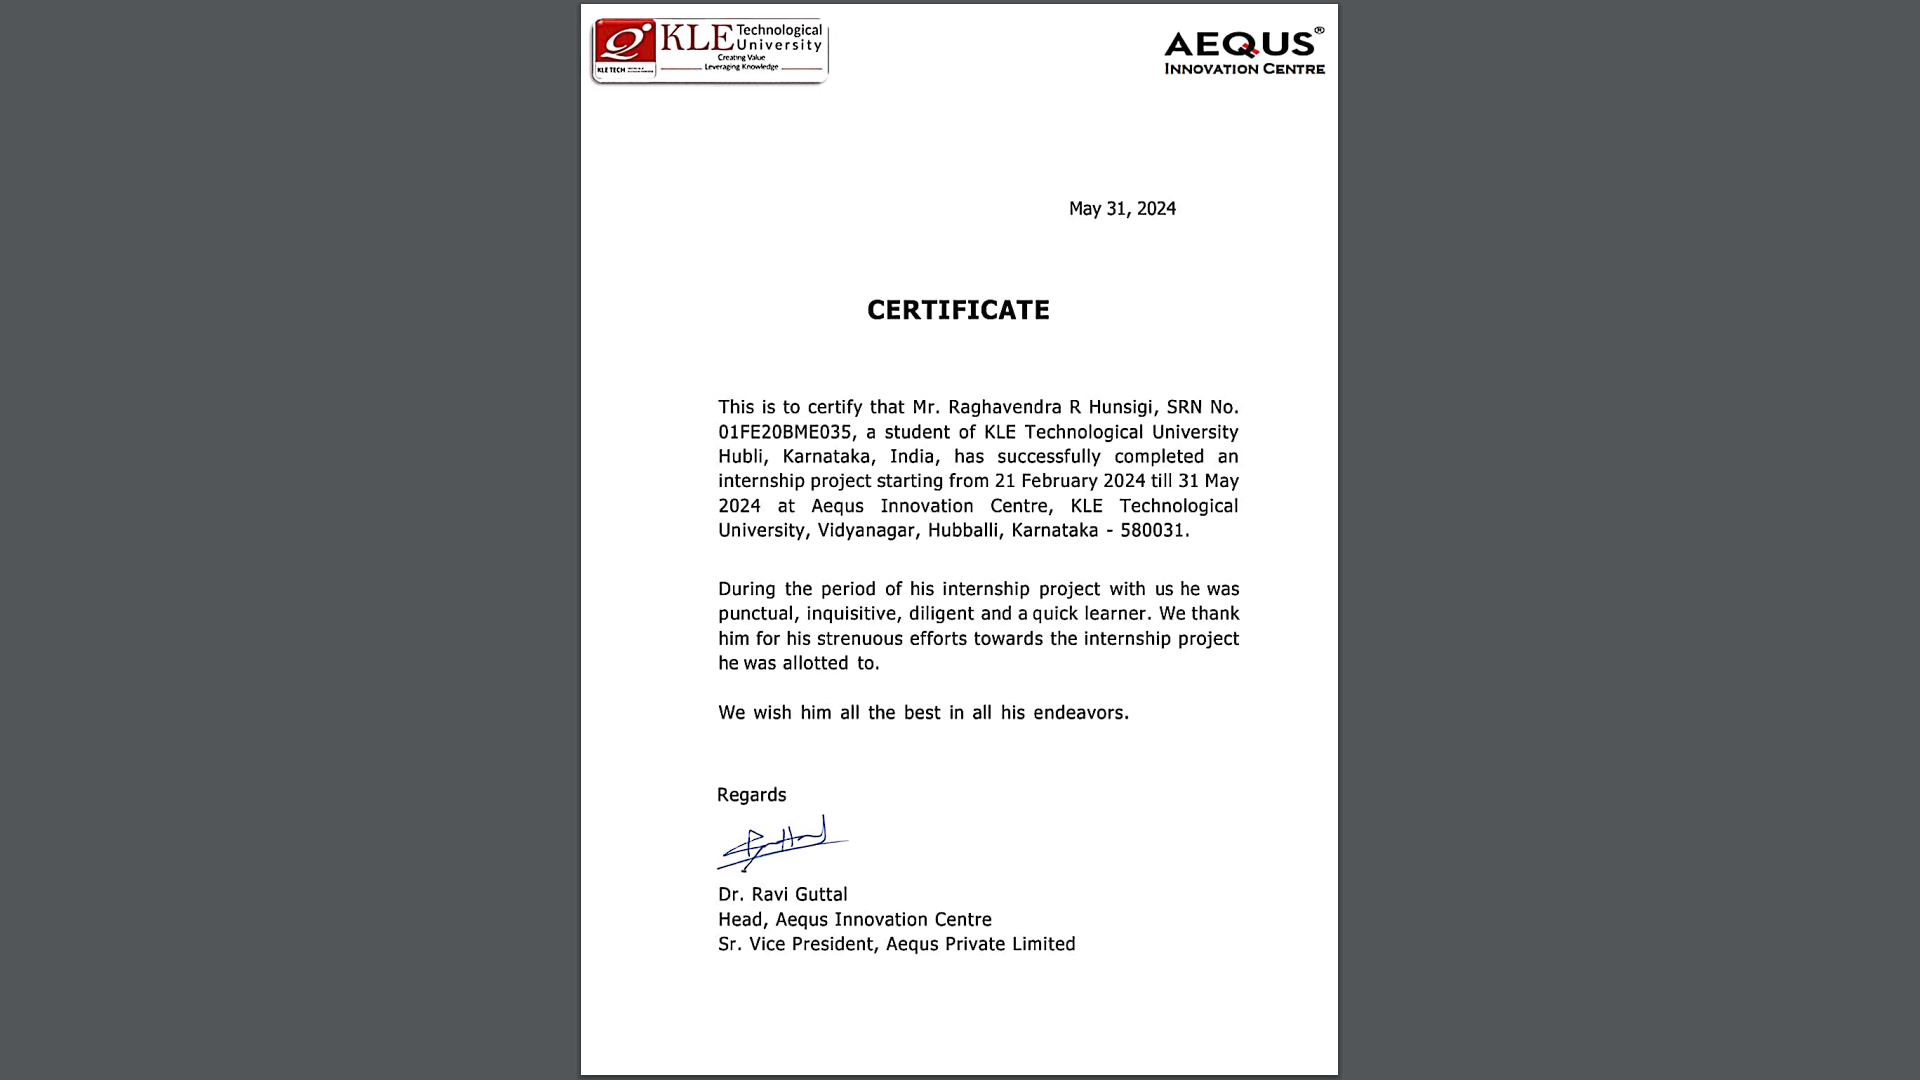 KLE Technological
University
Creating Value
Leveraging Knowledge
KLE TECH
AEQUS®
INNOVATION CENTRE
May 31, 2024
CERTIFICATE
This is to certify that Mr. Raghavendra R Hunsigi, SRN No.
01FE20BME035, a student of KLE Technological University
Hubli, Karnataka, India, has successfully completed an
internship project starting from 21 February 2024 till 31 May
2024 at Aequs Innovation Centre, KLE Technological
University, Vidyanagar, Hubballi, Karnataka - 580031.
During the period of his internship project with us he was
punctual, inquisitive, diligent and a quick learner. We thank
him for his strenuous efforts towards the internship project
he was allotted to.
We wish him all the best in all his endeavors.
Regards
Dr. Ravi Guttal
Head, Aequs Innovation Centre
Sr. Vice President, Aequs Private Limited